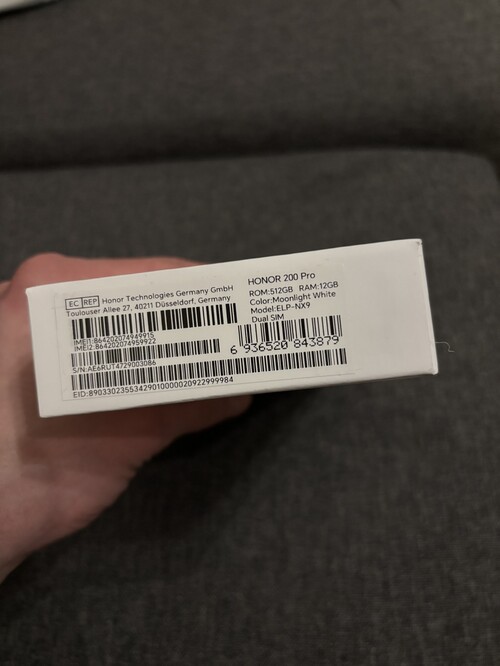 EC REP Honor Technologies Germany GmbH
Toulouser Allee 27, 40211 Düsseldorf, Germany
IMEI1:864202074949915
IMEI2:864202074959922
S/N:AE6RUT4729003086
EID:89033023553429010000020922999984
HONOR 200 Pro
ROM:512GB RAM:12GB
Color:Moonlight White
Model:ELP-NX9
Dual SIM
6 936520 843879